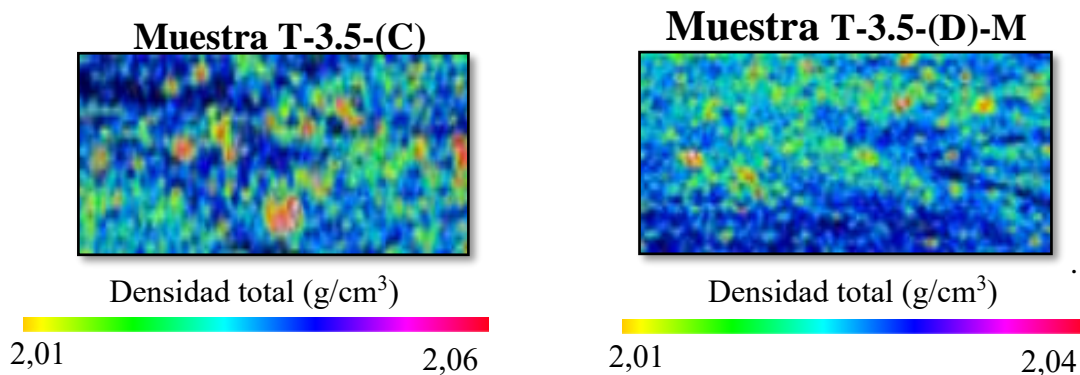 Muestra T-3.5-(C)
Densidad total (g/cm³)
2,01 2,06
Muestra T-3.5-(D)-M
.
Densidad total (g/cm³)
2,01 2,04